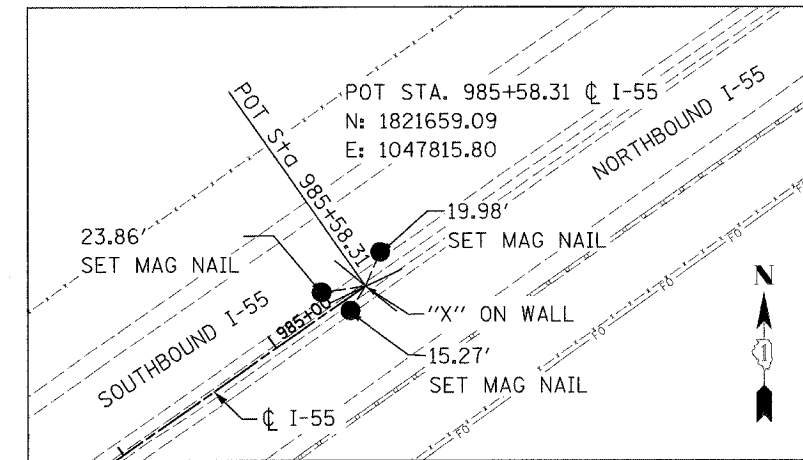 POT STA. 985+58.31 ℄ I-55
N: 1821659.09
E: 1047815.80
POT Sta 985+58.31
NORTHBOUND I-55
19.98'
SET MAG NAIL
23.86'
SET MAG NAIL
"X" ON WALL
985+00
SOUTHBOUND I-55
15.27'
SET MAG NAIL
℄ I-55
N
1
FO
FO
FO
FO
FO